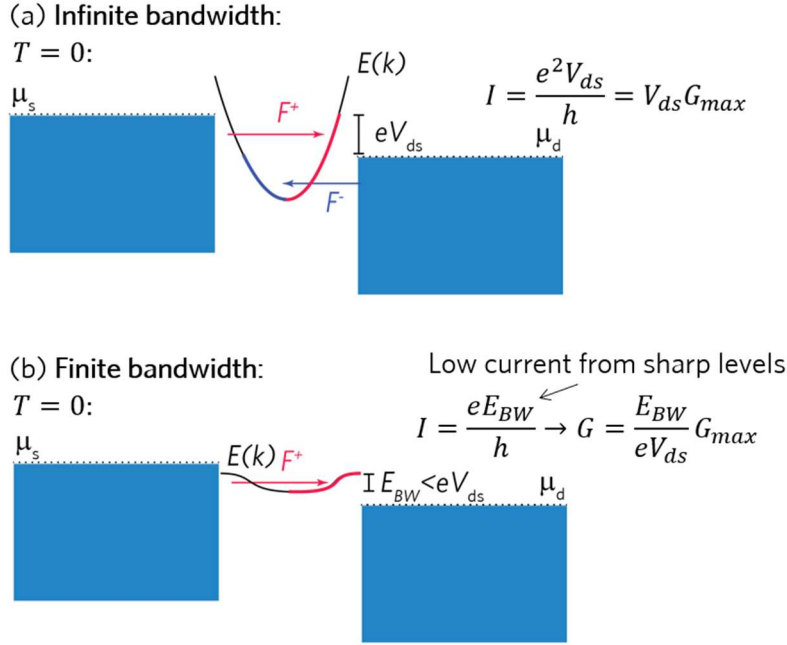 (a) Infinite bandwidth:
T = 0:
μs
E(k)
F⁺
eVds
I = e²Vds / h = VdsGmax
μd
F⁻
(b) Finite bandwidth:
T = 0:
Low current from sharp levels
I = eEBW / h → G = EBW / eVds Gmax
μs
E(k) F⁺
EBW<eVds
μd